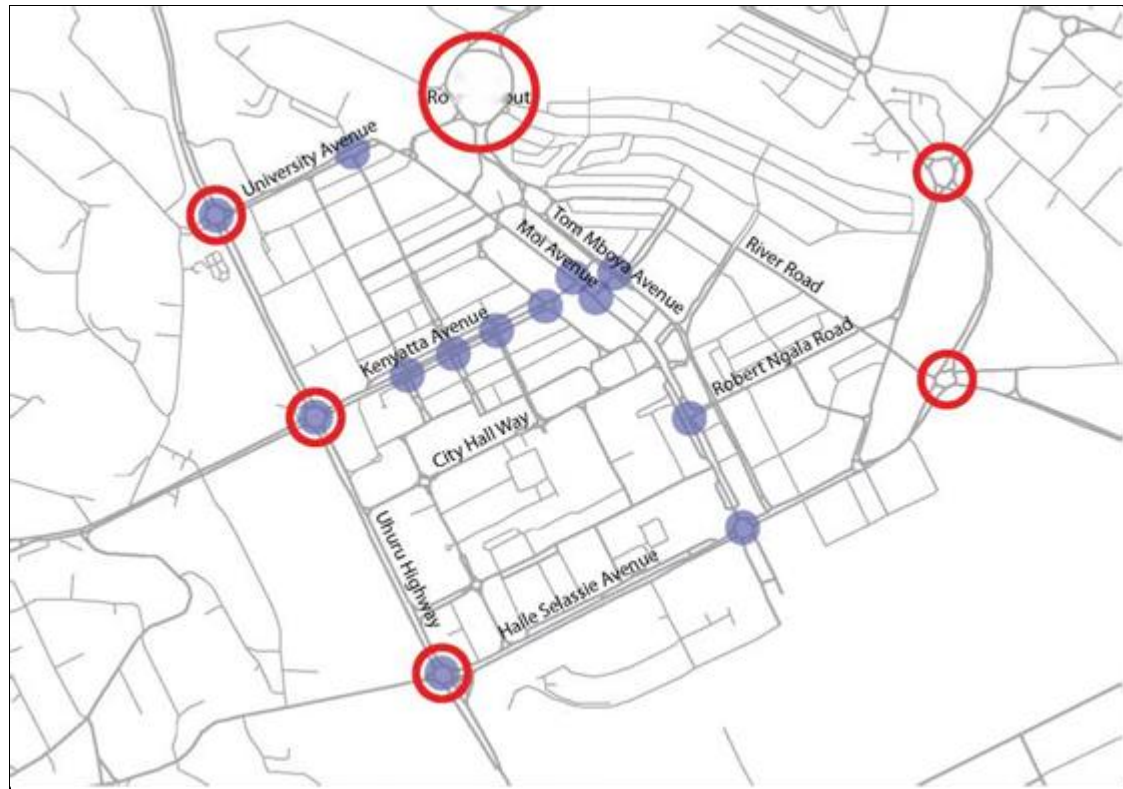 University Avenue
Moi Avenue
Tom Mboya Avenue
River Road
Kenyatta Avenue
Robert Ngala Road
City Hall Way
Uhuru Highway
Halle Selassie Avenue